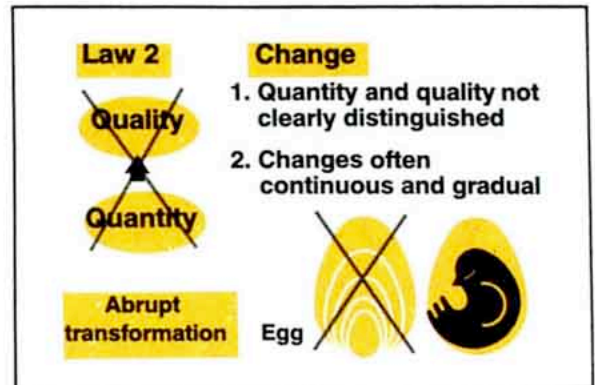 Law 2
Quality
Quantity
Abrupt
transformation
Change
1. Quantity and quality not
clearly distinguished
2. Changes often
continuous and gradual
Egg